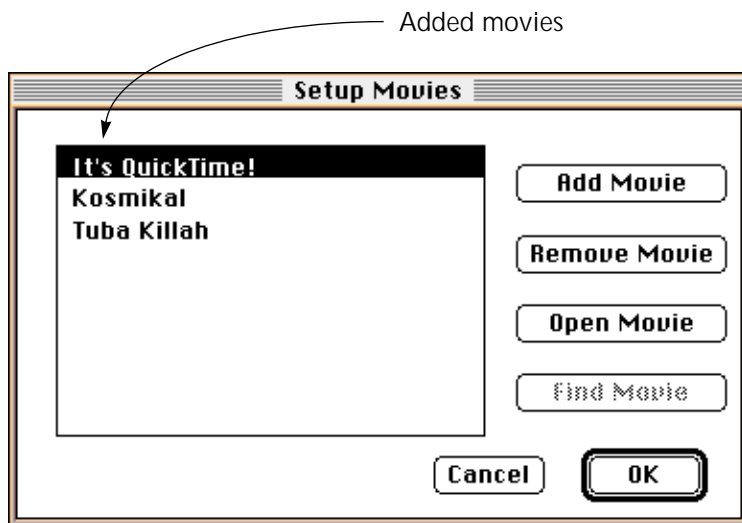 Added movies
Setup Movies
It's QuickTime!
Kosmikal
Tuba Killah
Add Movie
Remove Movie
Open Movie
Find Movie
Cancel
OK